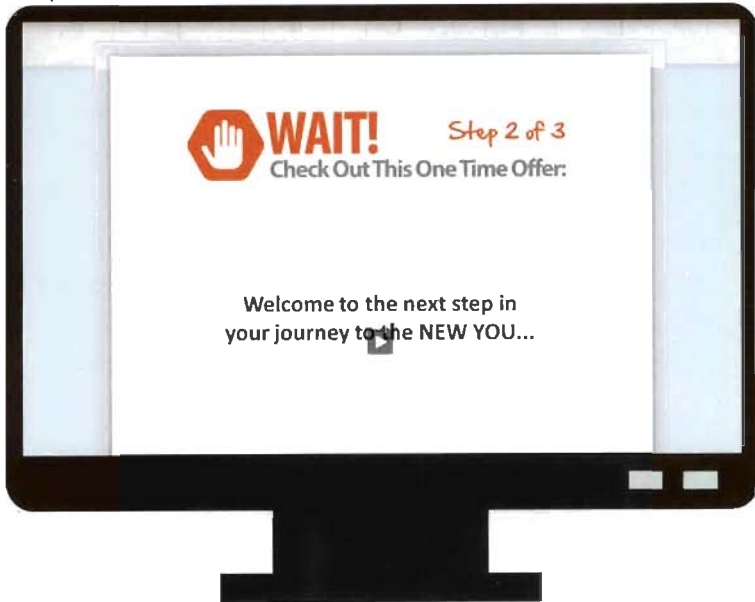 WAIT!
Step 2 of 3
Check Out This One Time Offer:
Welcome to the next step in
your journey to the NEW YOU...